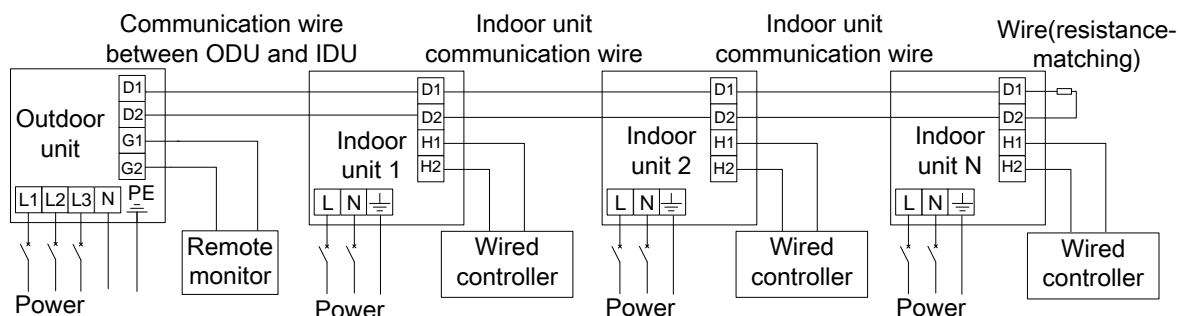 Communication wire
between ODU and IDU
Indoor unit
communication wire
Indoor unit
communication wire
Wire(resistance-
matching)
Outdoor
unit
D1
D2
G1
G2
L1 L2 L3 N PE
Power
Remote
monitor
Indoor
unit 1
D1
D2
H1
H2
L N
Power
Wired
controller
Indoor
unit 2
D1
D2
H1
H2
L N
Power
Wired
controller
Indoor
unit N
D1
D2
H1
H2
L N
Power
Wired
controller